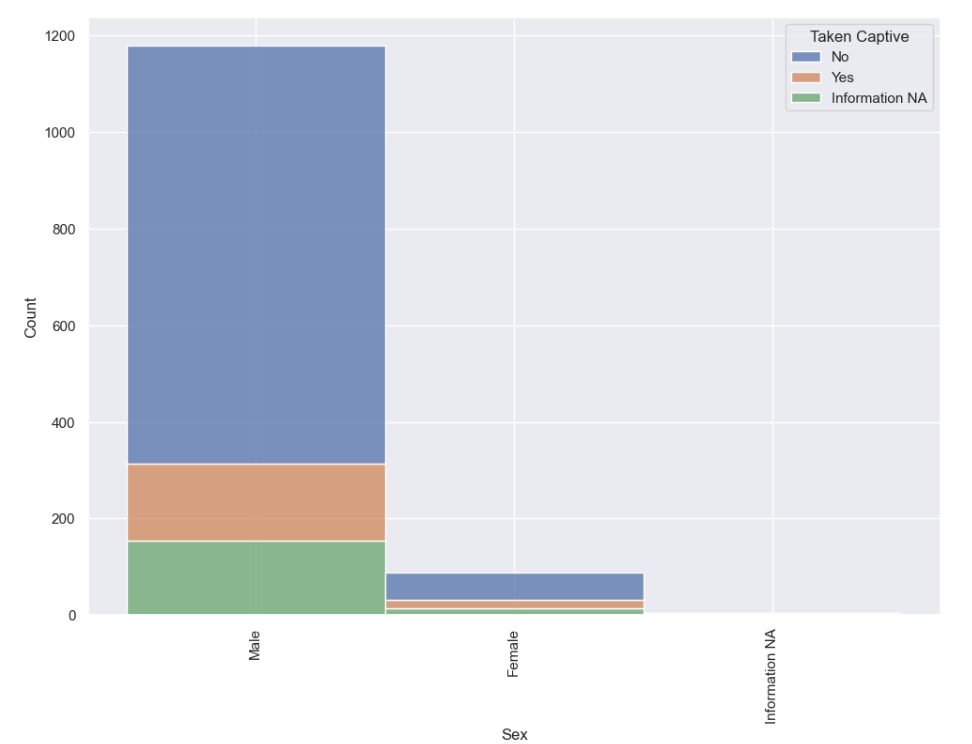 1200
1000
800
600
400
200
0
Count
Taken Captive
No
Yes
Information NA
Male
Female
Information NA
Sex